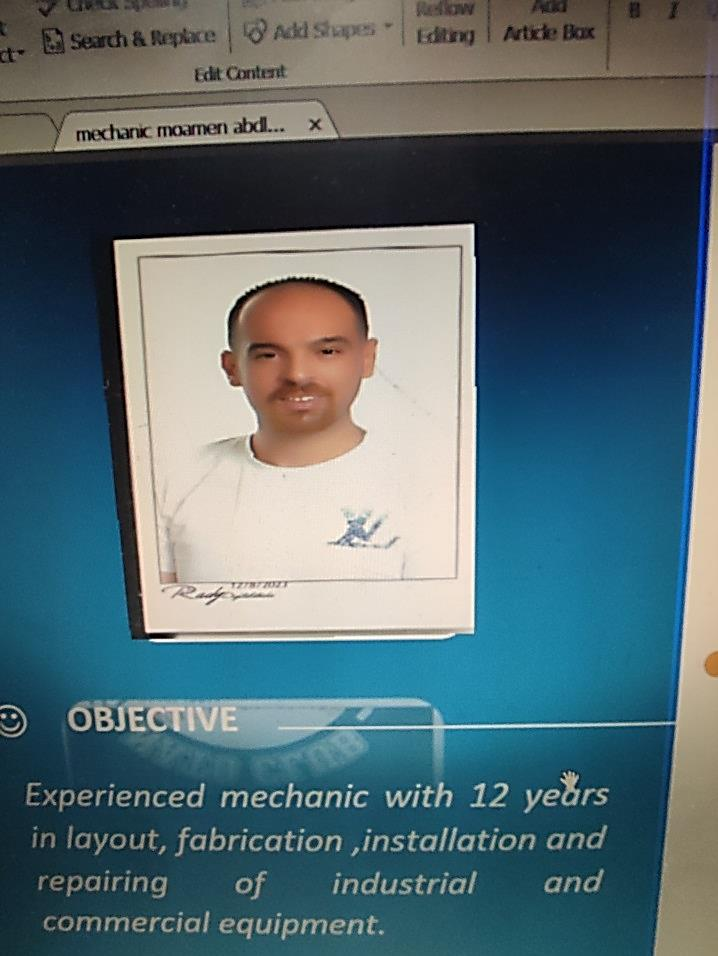 Check Spelling
Search & Replace
Add Shapes
Reflow
Editing
Add
Article Box
B I
Edit Content
mechanic moamen abdl... X
12/8/2023
Rady
OBJECTIVE
Experienced mechanic with 12 years
in layout, fabrication ,installation and
repairing of industrial and
commercial equipment.